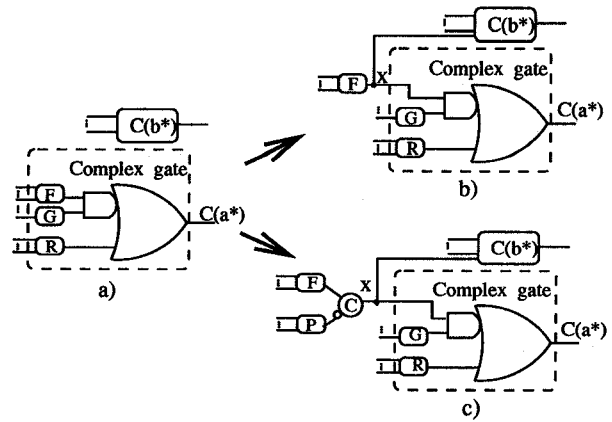 C(b*)
Complex gate
F
G
R
C(a*)
a)
C(b*)
F
x
Complex gate
G
R
C(a*)
b)
C(b*)
F
P
C
x
Complex gate
G
R
C(a*)
c)